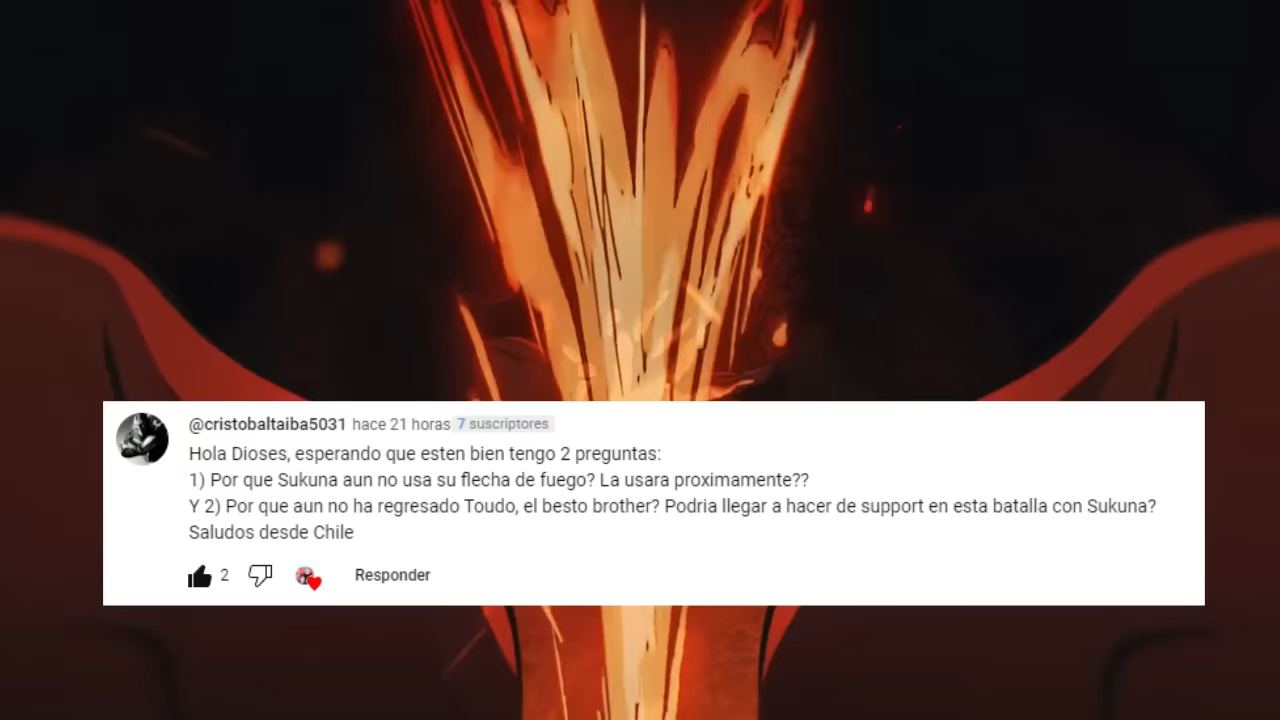 @cristobaltaiba5031 hace 21 horas 7 suscriptores
Hola Dioses, esperando que esten bien tengo 2 preguntas:
1) Por que Sukuna aun no usa su flecha de fuego? La usara proximamente??
Y 2) Por que aun no ha regresado Toudo, el besto brother? Podria llegar a hacer de support en esta batalla con Sukuna?
Saludos desde Chile
2 Responder